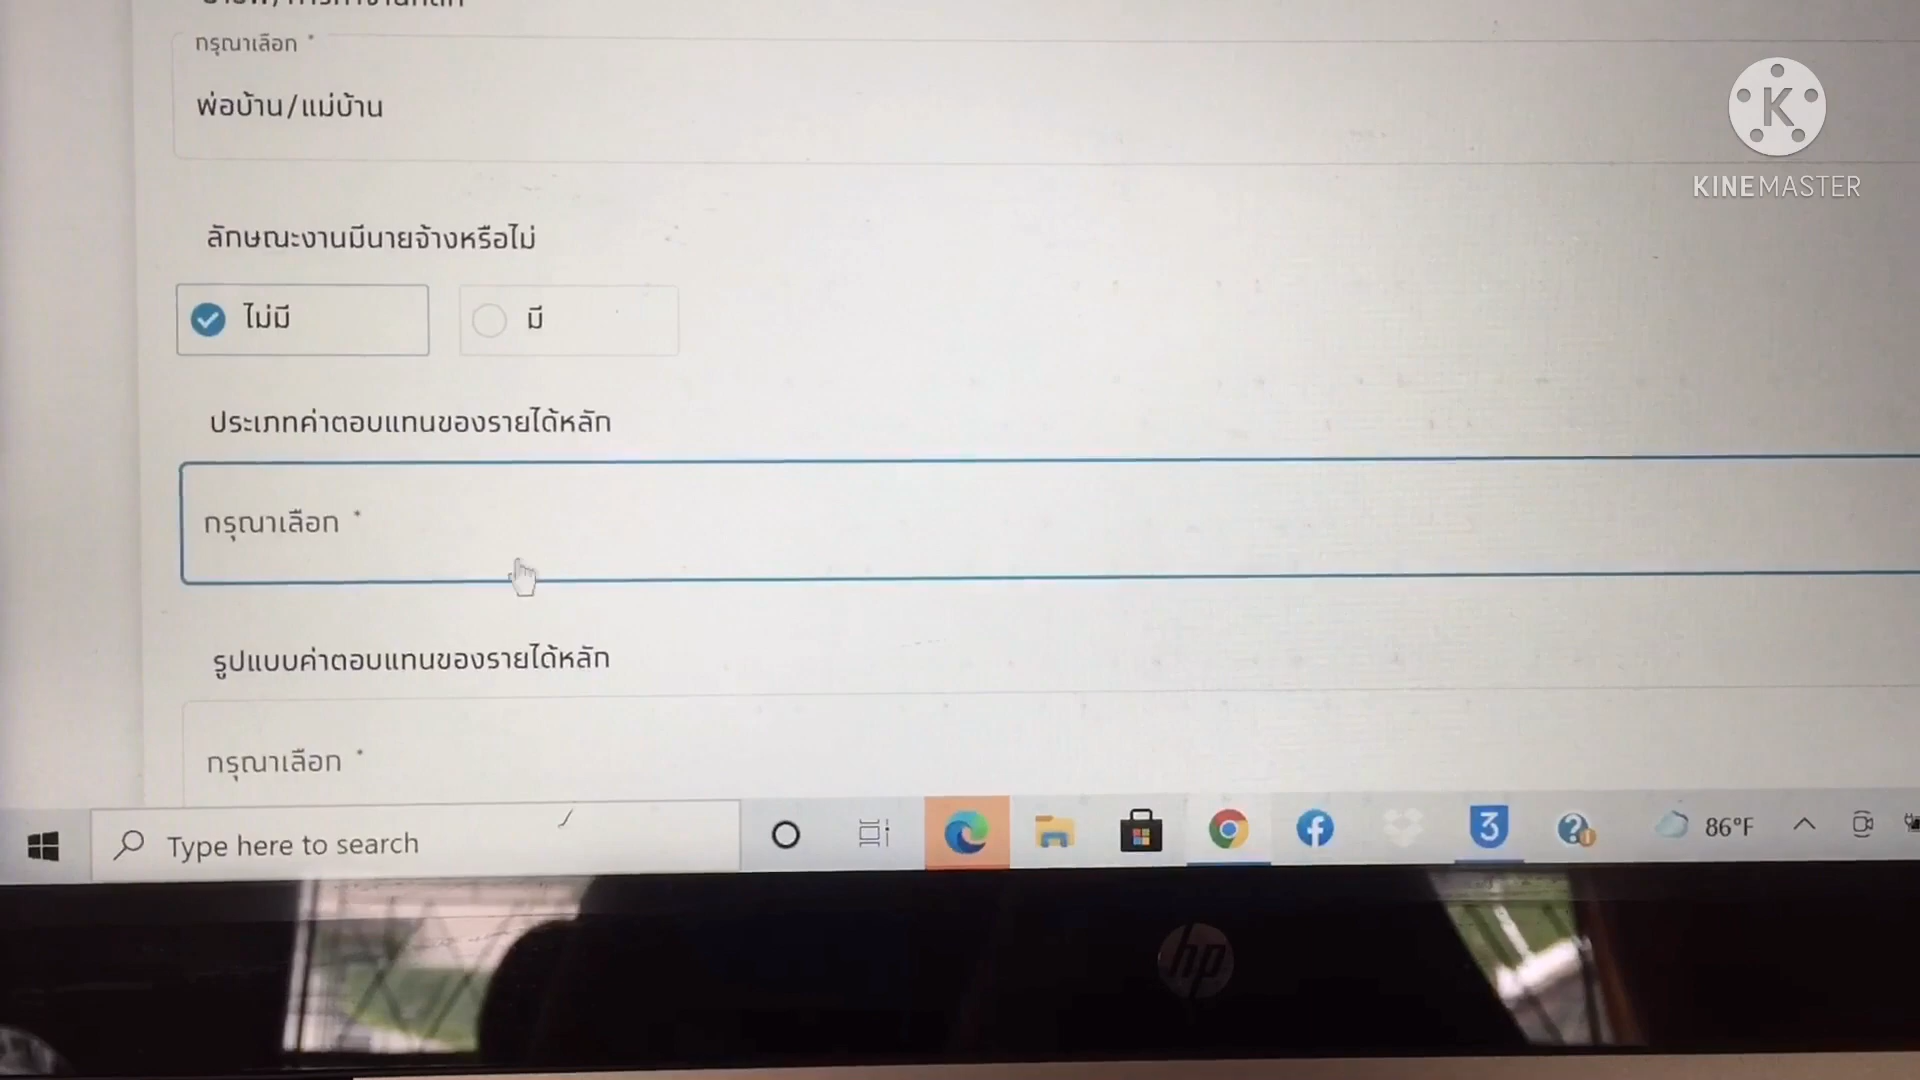 กรุณาเลือก *
พ่อบ้าน/แม่บ้าน
KINEMASTER
ลักษณะงานมีนายจ้างหรือไม่
ไม่มี
มี
ประเภทค่าตอบแทนของรายได้หลัก
กรุณาเลือก *
รูปแบบค่าตอบแทนของรายได้หลัก
กรุณาเลือก *
Type here to search
86°F
hp